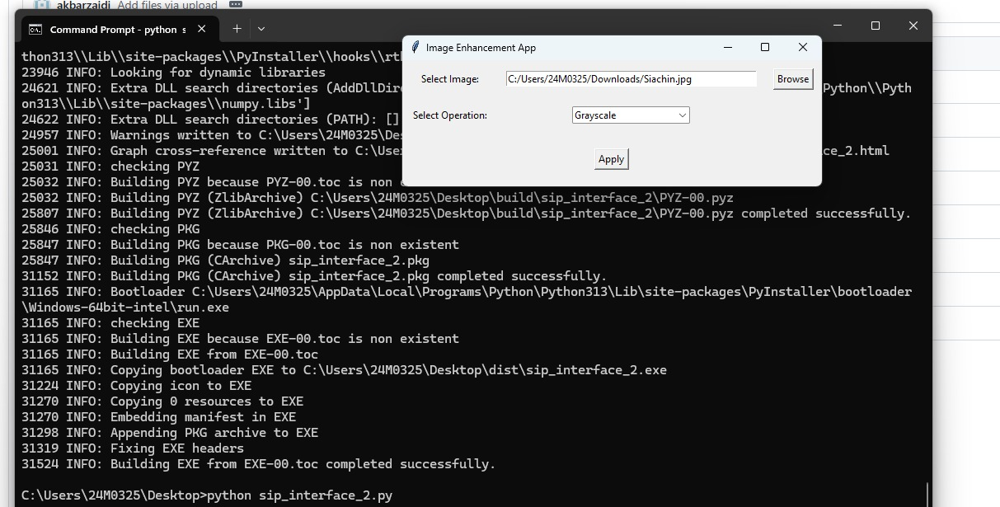 akbarzaidi Add files via upload
Command Prompt - python s
thon313\\Lib\\site-packages\\PyInstaller\\hooks\\rt
23946 INFO: Looking for dynamic libraries
24621 INFO: Extra DLL search directories (AddDllDire
Python\\Pyth
on313\\Lib\\site-packages\\numpy.libs']
24622 INFO: Extra DLL search directories (PATH): []
24957 INFO: Warnings written to C:\Users\24M0325\Des
25001 INFO: Graph cross-reference written to C:\Use
ce_2.html
25031 INFO: checking PYZ
25032 INFO: Building PYZ because PYZ-00.toc is non
25032 INFO: Building PYZ (ZlibArchive) C:\Users\24M0325\Desktop\build\sip_interface_2\PYZ-00.pyz
25807 INFO: Building PYZ (ZlibArchive) C:\Users\24M0325\Desktop\build\sip_interface_2\PYZ-00.pyz completed successfully.
25846 INFO: checking PKG
25847 INFO: Building PKG because PKG-00.toc is non existent
25847 INFO: Building PKG (CArchive) sip_interface_2.pkg
31152 INFO: Building PKG (CArchive) sip_interface_2.pkg completed successfully.
31165 INFO: Bootloader C:\Users\24M0325\AppData\Local\Programs\Python\Python313\Lib\site-packages\PyInstaller\bootloader
\Windows-64bit-intel\run.exe
31165 INFO: checking EXE
31165 INFO: Building EXE because EXE-00.toc is non existent
31165 INFO: Building EXE from EXE-00.toc
31165 INFO: Copying bootloader EXE to C:\Users\24M0325\Desktop\dist\sip_interface_2.exe
31224 INFO: Copying icon to EXE
31270 INFO: Copying 0 resources to EXE
31270 INFO: Embedding manifest in EXE
31298 INFO: Appending PKG archive to EXE
31319 INFO: Fixing EXE headers
31524 INFO: Building EXE from EXE-00.toc completed successfully.
C:\Users\24M0325\Desktop>python sip_interface_2.py
Image Enhancement App
Select Image: C:/Users/24M0325/Downloads/Siachin.jpg Browse
Select Operation: Grayscale
Apply